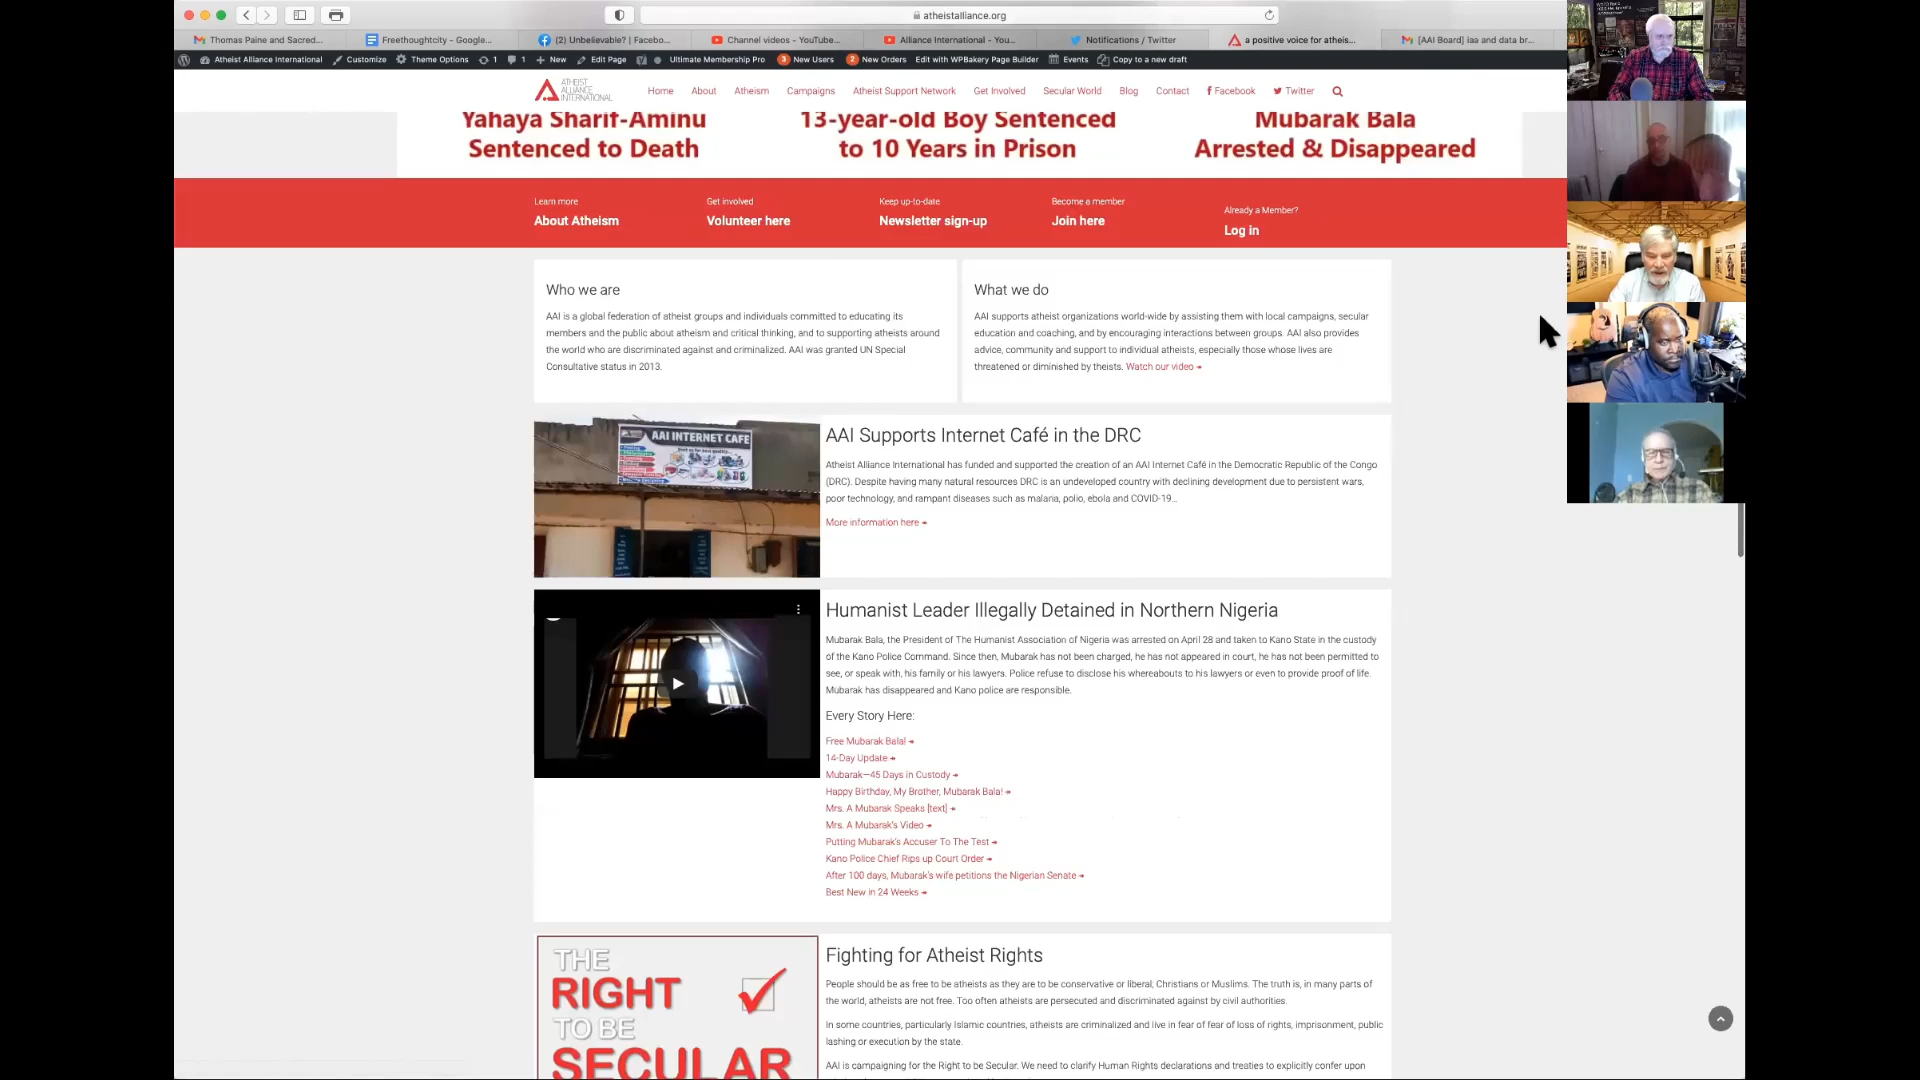 atheistalliance.org
Thomas Paine and Sacred...
Freethoughtcity - Google...
(2) Unbelievable? | Facebo...
Channel videos - YouTube...
Alliance International - You...
Notifications / Twitter
a positive voice for atheis...
[AAI Board] iaa and data br...
Atheist Alliance International
Customize
Theme Options
1
1
New
Edit Page
Ultimate Membership Pro
3 New Users
2 New Orders
Edit with WPBakery Page Builder
Events
Copy to a new draft
ATHEIST
ALLIANCE
INTERNATIONAL
Home
About
Atheism
Campaigns
Atheist Support Network
Get Involved
Secular World
Blog
Contact
Facebook
Twitter
Yahaya Sharif-Aminu
Sentenced to Death
13-year-old Boy Sentenced
to 10 Years in Prison
Mubarak Bala
Arrested & Disappeared
Learn more
About Atheism
Get involved
Volunteer here
Keep up-to-date
Newsletter sign-up
Become a member
Join here
Already a Member?
Log in
Who we are
AAI is a global federation of atheist groups and individuals committed to educating its
members and the public about atheism and critical thinking, and to supporting atheists around
the world who are discriminated against and criminalized. AAI was granted UN Special
Consultative status in 2013.
What we do
AAI supports atheist organizations world-wide by assisting them with local campaigns, secular
education and coaching, and by encouraging interactions between groups. AAI also provides
advice, community and support to individual atheists, especially those whose lives are
threatened or diminished by theists. Watch our video
AAI INTERNET CAFE
AAI Supports Internet Café in the DRC
Atheist Alliance International has funded and supported the creation of an AAI Internet Café in the Democratic Republic of the Congo
(DRC). Despite having many natural resources DRC is an undeveloped country with declining development due to persistent wars,
poor technology, and rampant diseases such as malaria, polio, ebola and COVID-19...
More information here
Humanist Leader Illegally Detained in Northern Nigeria
Mubarak Bala, the President of The Humanist Association of Nigeria was arrested on April 28 and taken to Kano State in the custody
of the Kano Police Command. Since then, Mubarak has not been charged, he has not appeared in court, he has not been permitted to
see, or speak with, his family or his lawyers. Police refuse to disclose his whereabouts to his lawyers or even to provide proof of life.
Mubarak has disappeared and Kano police are responsible.
Every Story Here:
Free Mubarak Bala!
14-Day Update
Mubarak—45 Days in Custody
Happy Birthday, My Brother, Mubarak Bala!
Mrs. A Mubarak Speaks [text]
Mrs. A Mubarak's Video
Putting Mubarak's Accuser To The Test
Kano Police Chief Rips up Court Order
After 100 days, Mubarak's wife petitions the Nigerian Senate
Best New in 24 Weeks
THE
RIGHT
TO BE
SECULAR
Fighting for Atheist Rights
People should be as free to be atheists as they are to be conservative or liberal, Christians or Muslims. The truth is, in many parts of
the world, atheists are not free. Too often atheists are persecuted and discriminated against by civil authorities.
In some countries, particularly Islamic countries, atheists are criminalized and live in fear of fear of loss of rights, imprisonment, public
lashing or execution by the state.
AAI is campaigning for the Right to be Secular. We need to clarify Human Rights declarations and treaties to explicitly confer upon